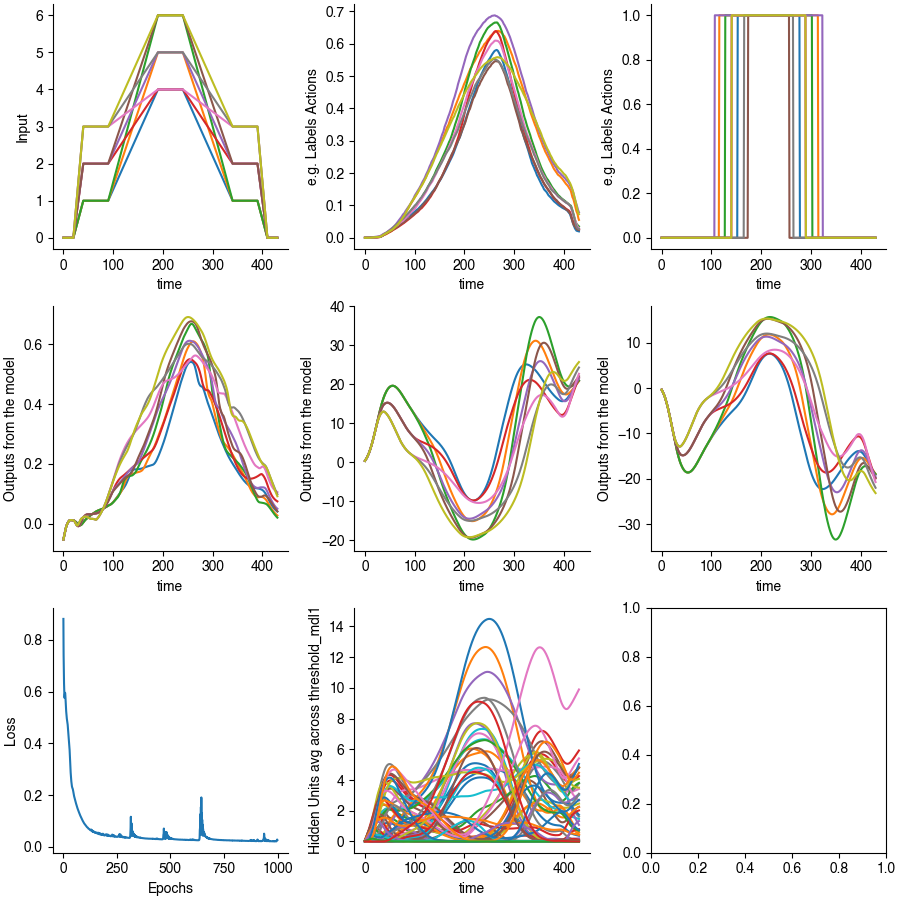 Input
6
5
4
3
2
1
0
0 100 200 300 400
time
e.g. Labels Actions
0.7
0.6
0.5
0.4
0.3
0.2
0.1
0.0
0 100 200 300 400
time
e.g. Labels Actions
1.0
0.8
0.6
0.4
0.2
0.0
0 100 200 300 400
time
Outputs from the model
0.6
0.4
0.2
0.0
0 100 200 300 400
time
Outputs from the model
40
30
20
10
0
−10
−20
0 100 200 300 400
time
Outputs from the model
10
0
−10
−20
−30
0 100 200 300 400
time
Loss
0.8
0.6
0.4
0.2
0.0
0 250 500 750 1000
Epochs
Hidden Units avg across threshold_mdl1
14
12
10
8
6
4
2
0
0 100 200 300 400
time
1.0
0.8
0.6
0.4
0.2
0.0
0.0 0.2 0.4 0.6 0.8 1.0